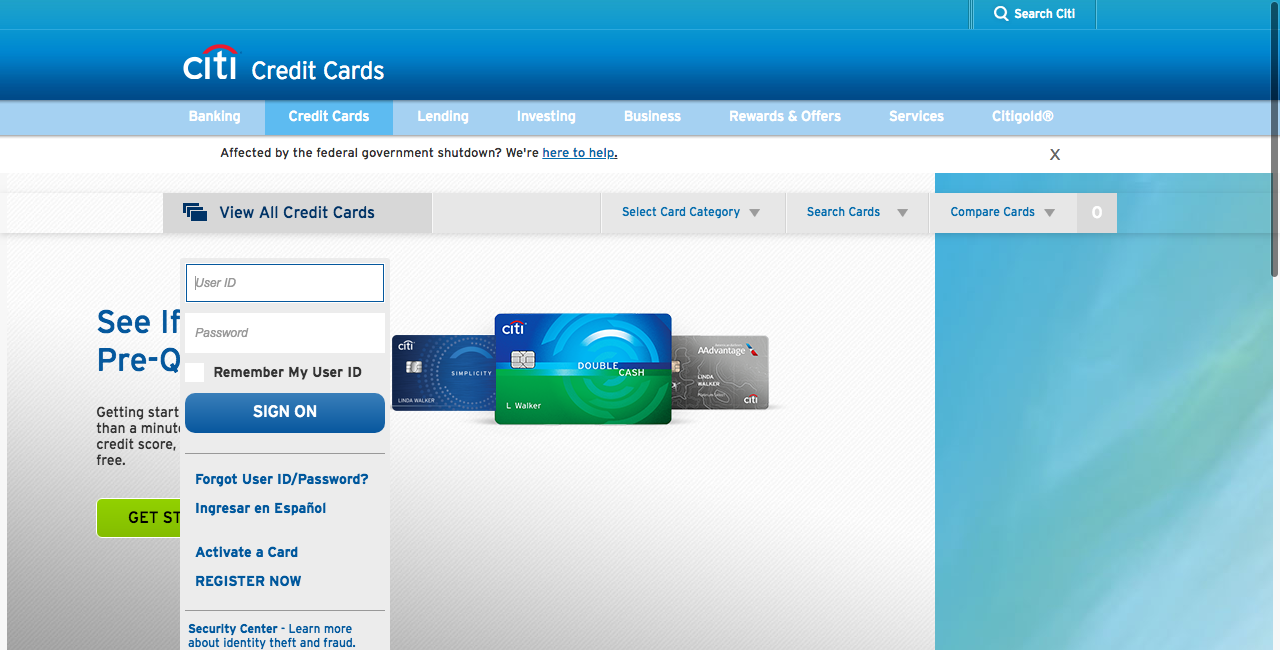 Search Citi
citi Credit Cards
Banking Credit Cards Lending Investing Business Rewards & Offers Services Citigold®
Affected by the federal government shutdown? We're here to help. X
View All Credit Cards Select Card Category Search Cards Compare Cards 0
User ID
Password
Remember My User ID
SIGN ON
Forgot User ID/Password?
Ingresar en Español
Activate a Card
REGISTER NOW
Security Center - Learn more
about identity theft and fraud.
See If
Pre-Q
Getting start
than a minut
credit score,
free.
GET ST
citi
SIMPLICITY
LINDA WALKER
citi
DOUBLE
CASH
L Walker
AAdvantage
LINDA
WALKER
citi